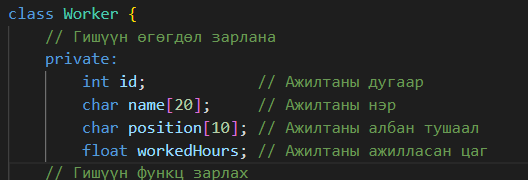 class Worker {
// Гишүүн өгөгдөл зарлана
private:
int id; // Ажилтаны дугаар
char name[20]; // Ажилтаны нэр
char position[10]; // Ажилтаны албан тушаал
float workedHours; // Ажилтаны ажилласан цаг
// Гишүүн функц зарлах